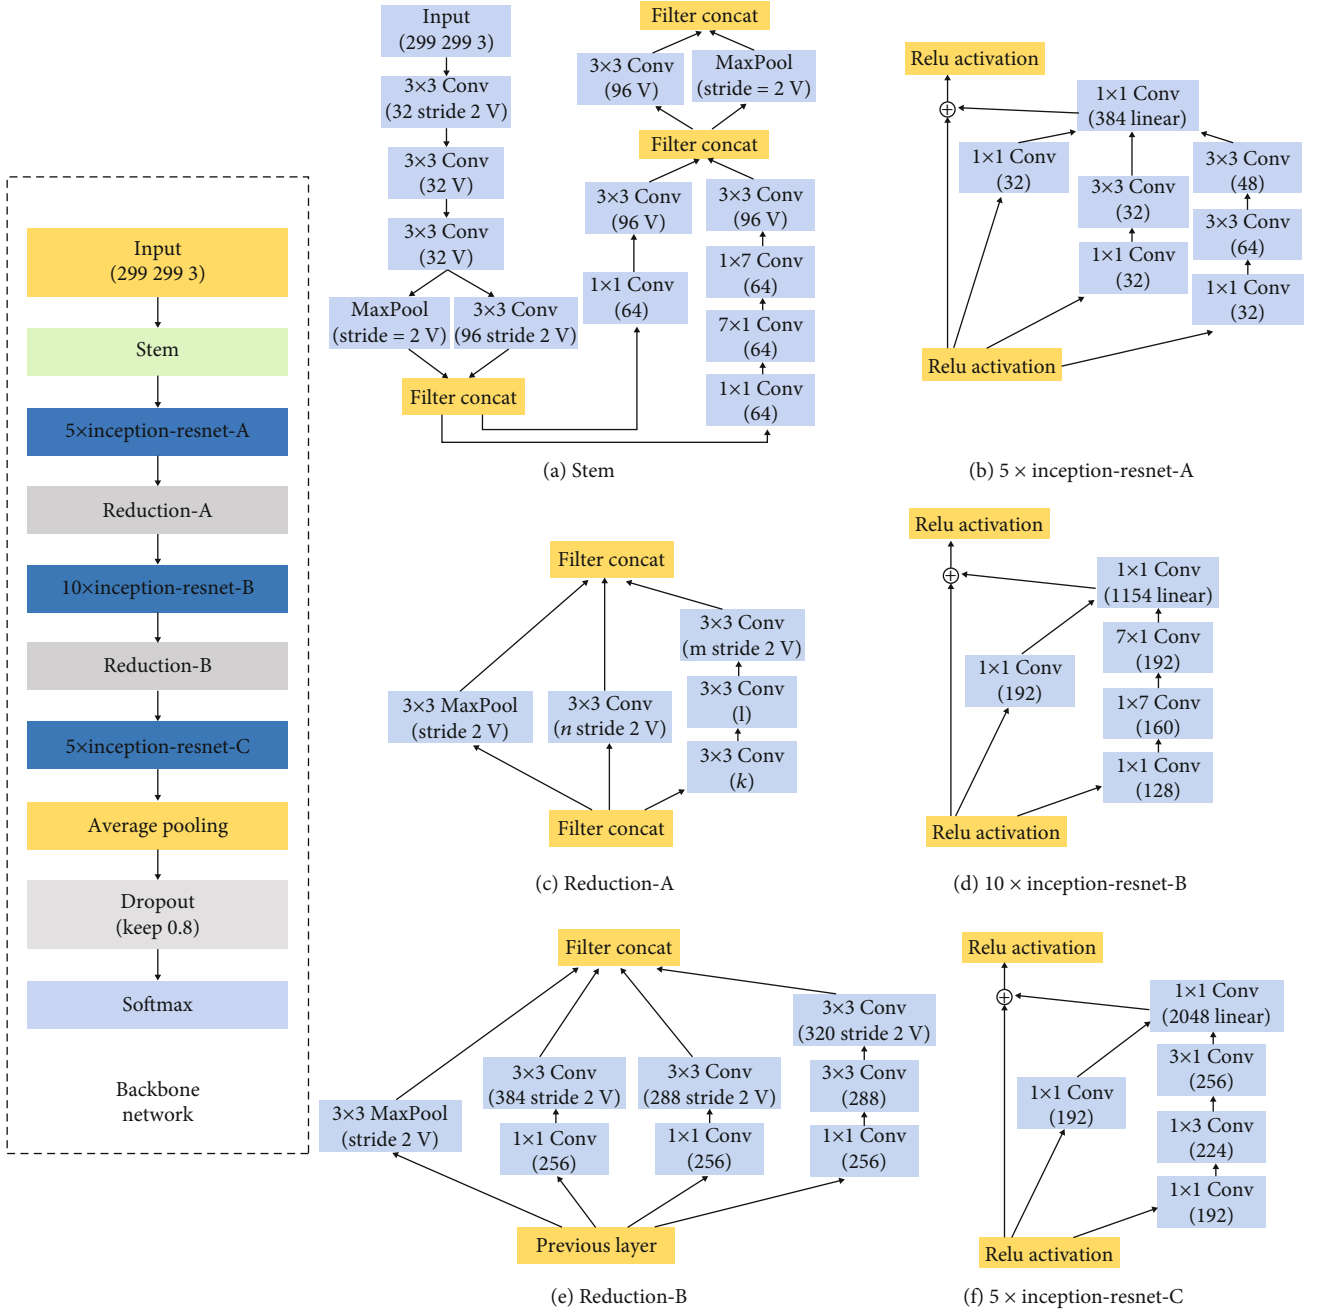 Input
(299 299 3)
Stem
5×inception-resnet-A
Reduction-A
10×inception-resnet-B
Reduction-B
5×inception-resnet-C
Average pooling
Dropout
(keep 0.8)
Softmax
Backbone
network
Input
(299 299 3)
3×3 Conv
(32 stride 2 V)
3×3 Conv
(32 V)
3×3 Conv
(32 V)
MaxPool
(stride = 2 V)
3×3 Conv
(96 stride 2 V)
Filter concat
1×1 Conv
(64)
3×3 Conv
(96 V)
1×1 Conv
(64)
7×1 Conv
(64)
1×7 Conv
(64)
3×3 Conv
(96 V)
Filter concat
3×3 Conv
(96 V)
MaxPool
(stride = 2 V)
Filter concat
(a) Stem
Relu activation
1×1 Conv
(384 linear)
1×1 Conv
(32)
3×3 Conv
(32)
1×1 Conv
(32)
3×3 Conv
(48)
3×3 Conv
(64)
1×1 Conv
(32)
Relu activation
(b) 5 × inception-resnet-A
Filter concat
3×3 MaxPool
(stride 2 V)
3×3 Conv
(n stride 2 V)
3×3 Conv
(m stride 2 V)
3×3 Conv
(l)
3×3 Conv
(k)
Filter concat
(c) Reduction-A
Relu activation
1×1 Conv
(1154 linear)
1×1 Conv
(192)
7×1 Conv
(192)
1×7 Conv
(160)
1×1 Conv
(128)
Relu activation
(d) 10 × inception-resnet-B
Filter concat
3×3 MaxPool
(stride 2 V)
3×3 Conv
(384 stride 2 V)
1×1 Conv
(256)
3×3 Conv
(288 stride 2 V)
1×1 Conv
(256)
3×3 Conv
(320 stride 2 V)
3×3 Conv
(288)
1×1 Conv
(256)
Previous layer
(e) Reduction-B
Relu activation
1×1 Conv
(2048 linear)
1×1 Conv
(192)
3×1 Conv
(256)
1×3 Conv
(224)
1×1 Conv
(192)
Relu activation
(f) 5 × inception-resnet-C